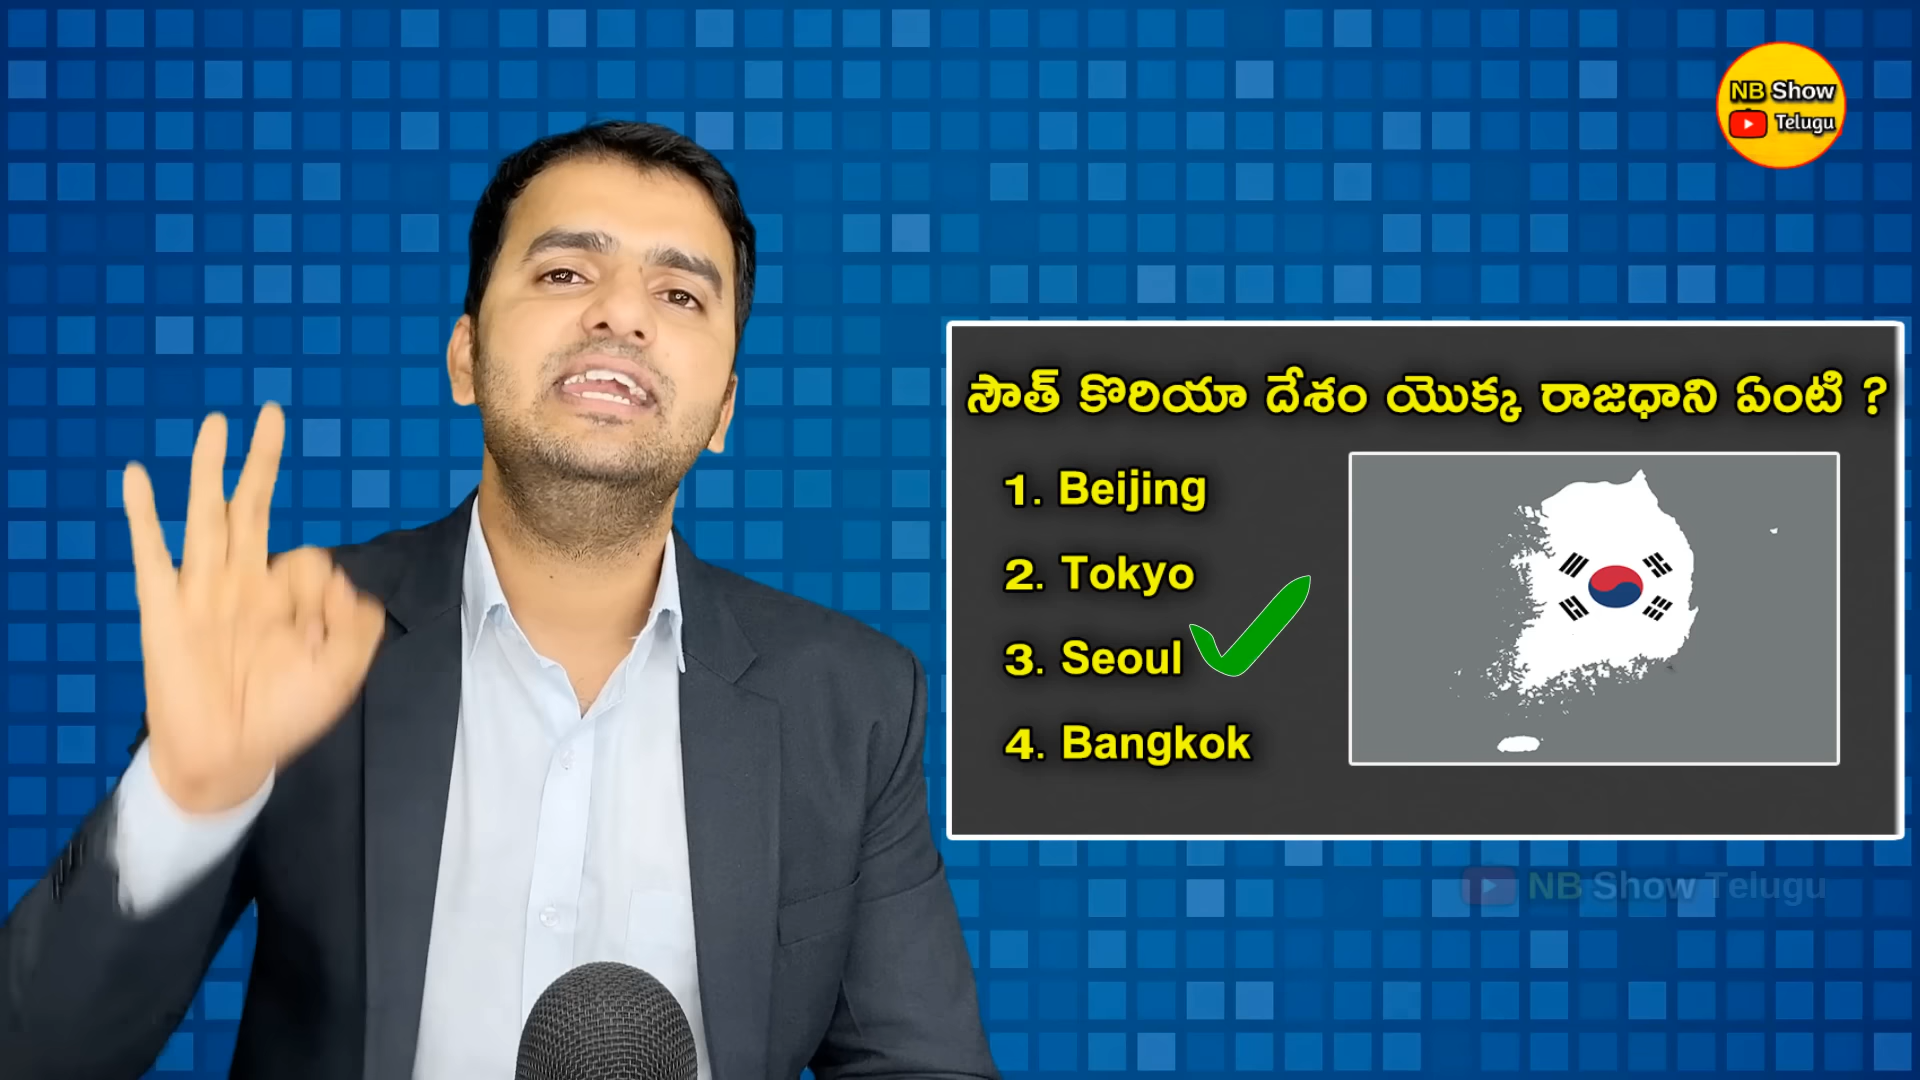 NB Show
Telugu
సౌత్ కొరియా దేశం యొక్క రాజధాని ఏంటి ?
1. Beijing
2. Tokyo
3. Seoul
4. Bangkok
NB Show Telugu